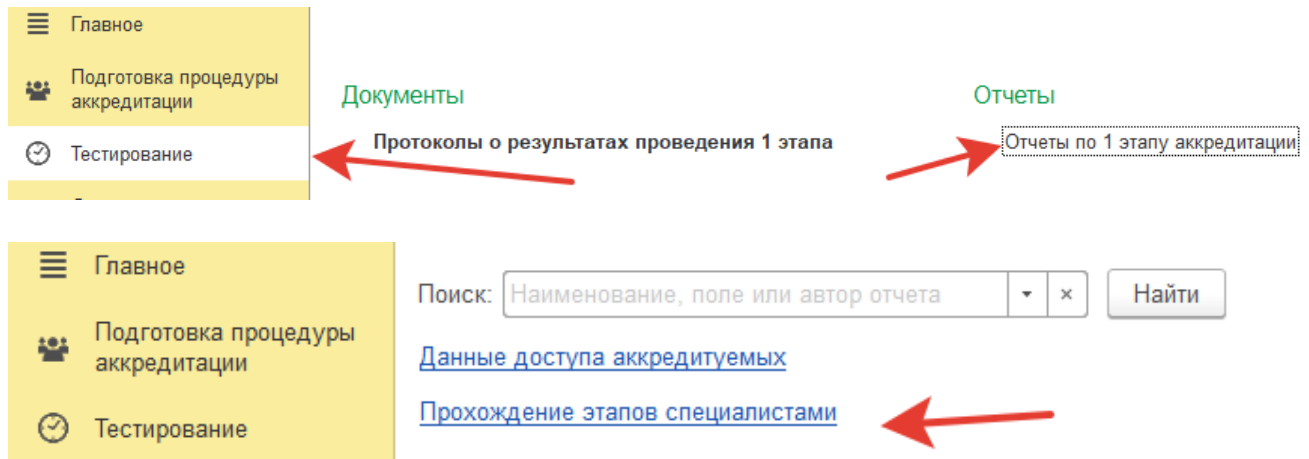 Главное
Подготовка процедуры
аккредитации
Тестирование
Документы
Протоколы о результатах проведения 1 этапа
Отчеты
Отчеты по 1 этапу аккредитации
Главное
Подготовка процедуры
аккредитации
Тестирование
Поиск: Наименование, поле или автор отчета Найти
Данные доступа аккредитуемых
Прохождение этапов специалистами